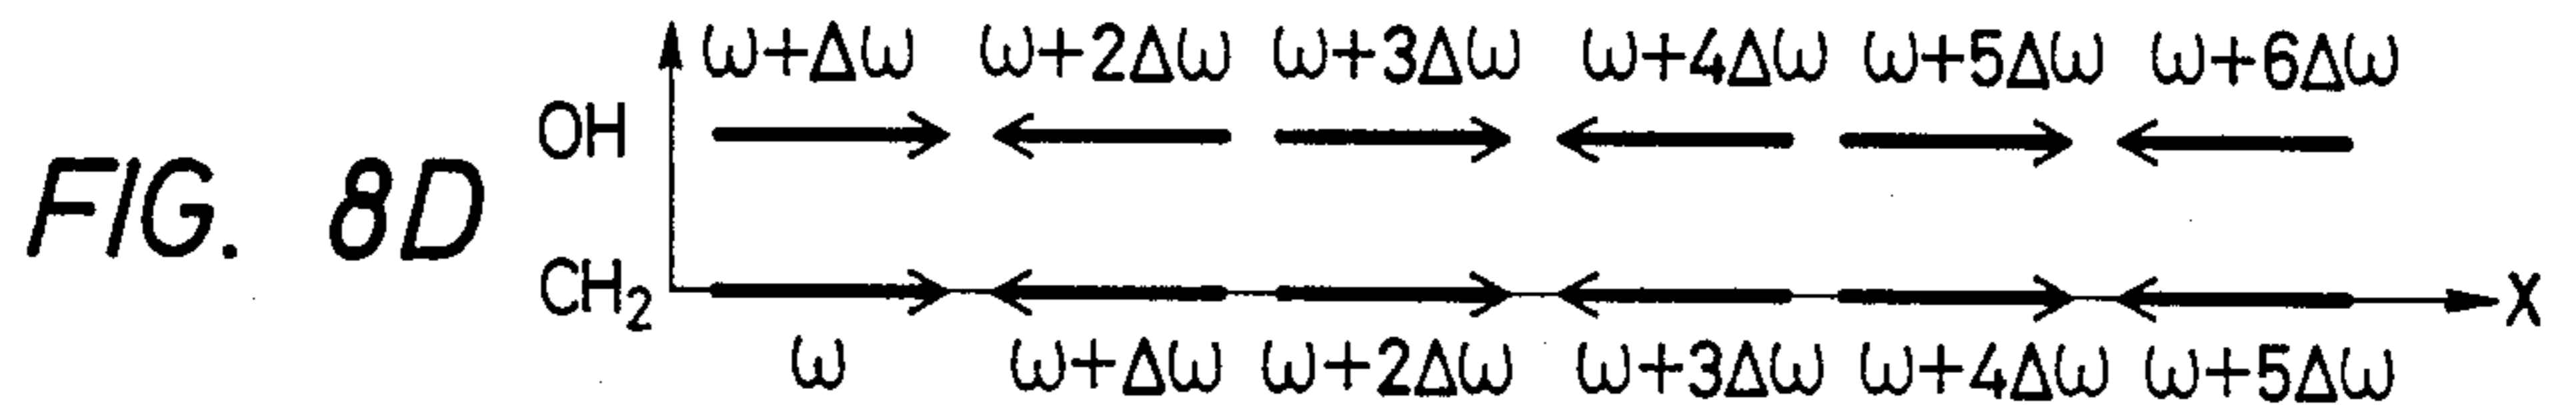 ω+Δω ω+2Δω ω+3Δω ω+4Δω ω+5Δω ω+6Δω
OH
FIG. 8D
CH₂ X
ω ω+Δω ω+2Δω ω+3Δω ω+4Δω ω+5Δω